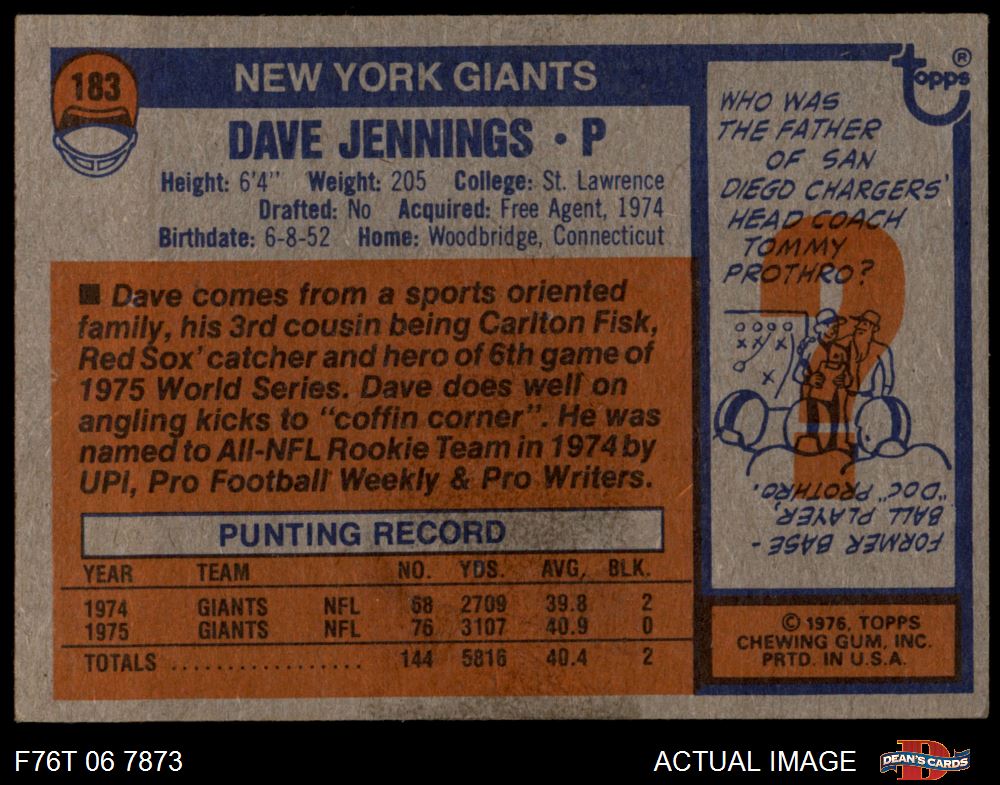 183
NEW YORK GIANTS
DAVE JENNINGS • P
Height: 6'4" Weight: 205 College: St. Lawrence
Drafted: No Acquired: Free Agent, 1974
Birthdate: 6-8-52 Home: Woodbridge, Connecticut
■ Dave comes from a sports oriented
family, his 3rd cousin being Carlton Fisk,
Red Sox' catcher and hero of 6th game of
1975 World Series. Dave does well on
angling kicks to "coffin corner". He was
named to All-NFL Rookie Team in 1974 by
UPI, Pro Football Weekly & Pro Writers.
PUNTING RECORD
YEAR TEAM NO. YDS. AVG. BLK.
1974 GIANTS NFL 68 2709 39.8 2
1975 GIANTS NFL 76 3107 40.9 0
TOTALS .................. 144 5816 40.4 2
topps ®
WHO WAS
THE FATHER
OF SAN
DIEGO CHARGERS'
HEAD COACH
TOMMY
PROTHRO?
?
O O O O
X X X
X
FORMER BASE-
BALL PLAYER,
"DOC" PROTHRO.
© 1976, TOPPS
CHEWING GUM, INC.
PRTD. IN U.S.A.
F76T 06 7873
ACTUAL IMAGE
D
DEAN'S CARDS